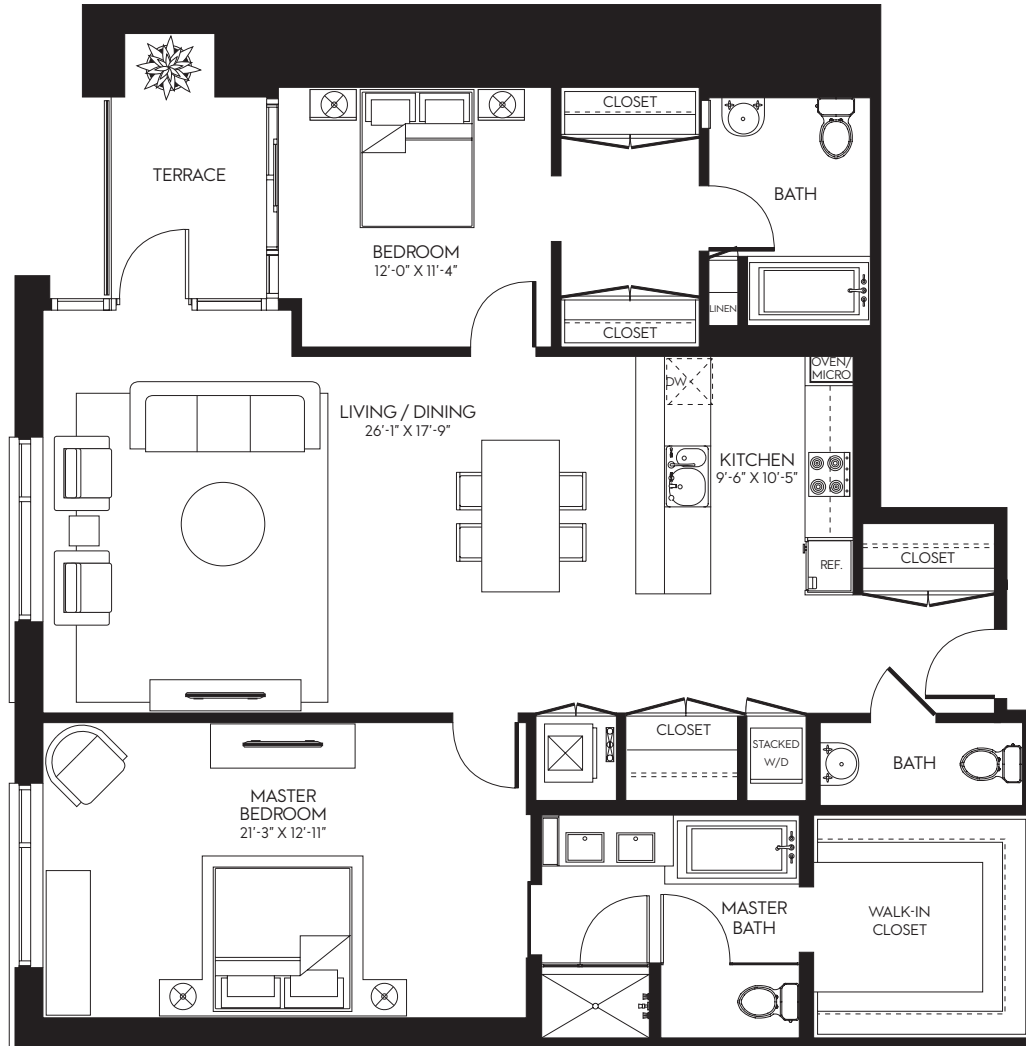 CLOSET
TERRACE
BATH
BEDROOM
12'-0" X 11'-4"
LINEN
CLOSET
OVEN/
MICRO
DW
LIVING / DINING
26'-1" X 17'-9"
KITCHEN
9'-6" X 10'-5"
REF.
CLOSET
CLOSET
STACKED
W/D
BATH
MASTER
BEDROOM
21'-3" X 12'-11"
MASTER
BATH
WALK-IN
CLOSET